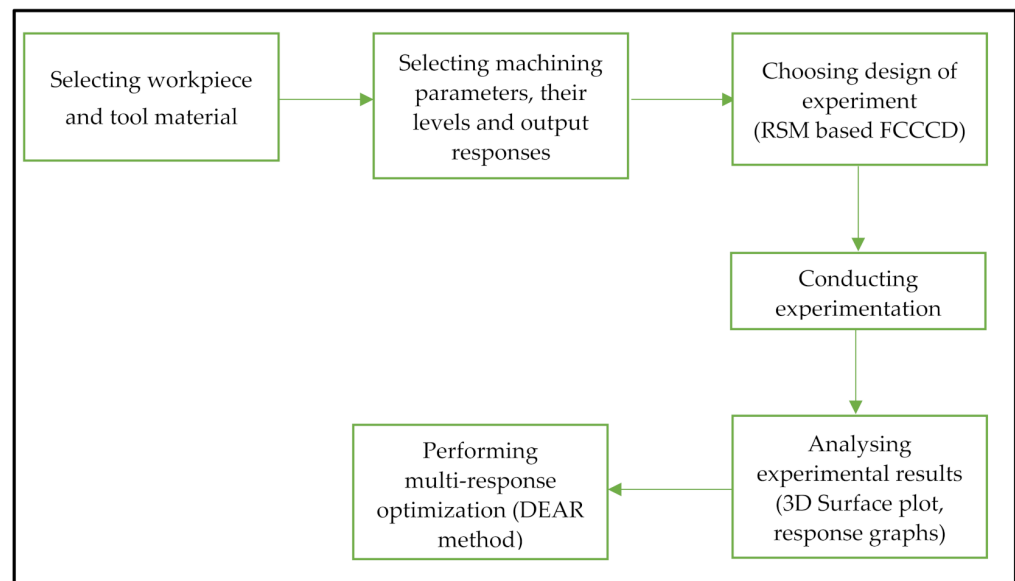 Selecting workpiece
and tool material
Selecting machining
parameters, their
levels and output
responses
Choosing design of
experiment
(RSM based FCCCD)
Conducting
experimentation
Analysing
experimental results
(3D Surface plot,
response graphs)
Performing
multi-response
optimization (DEAR
method)